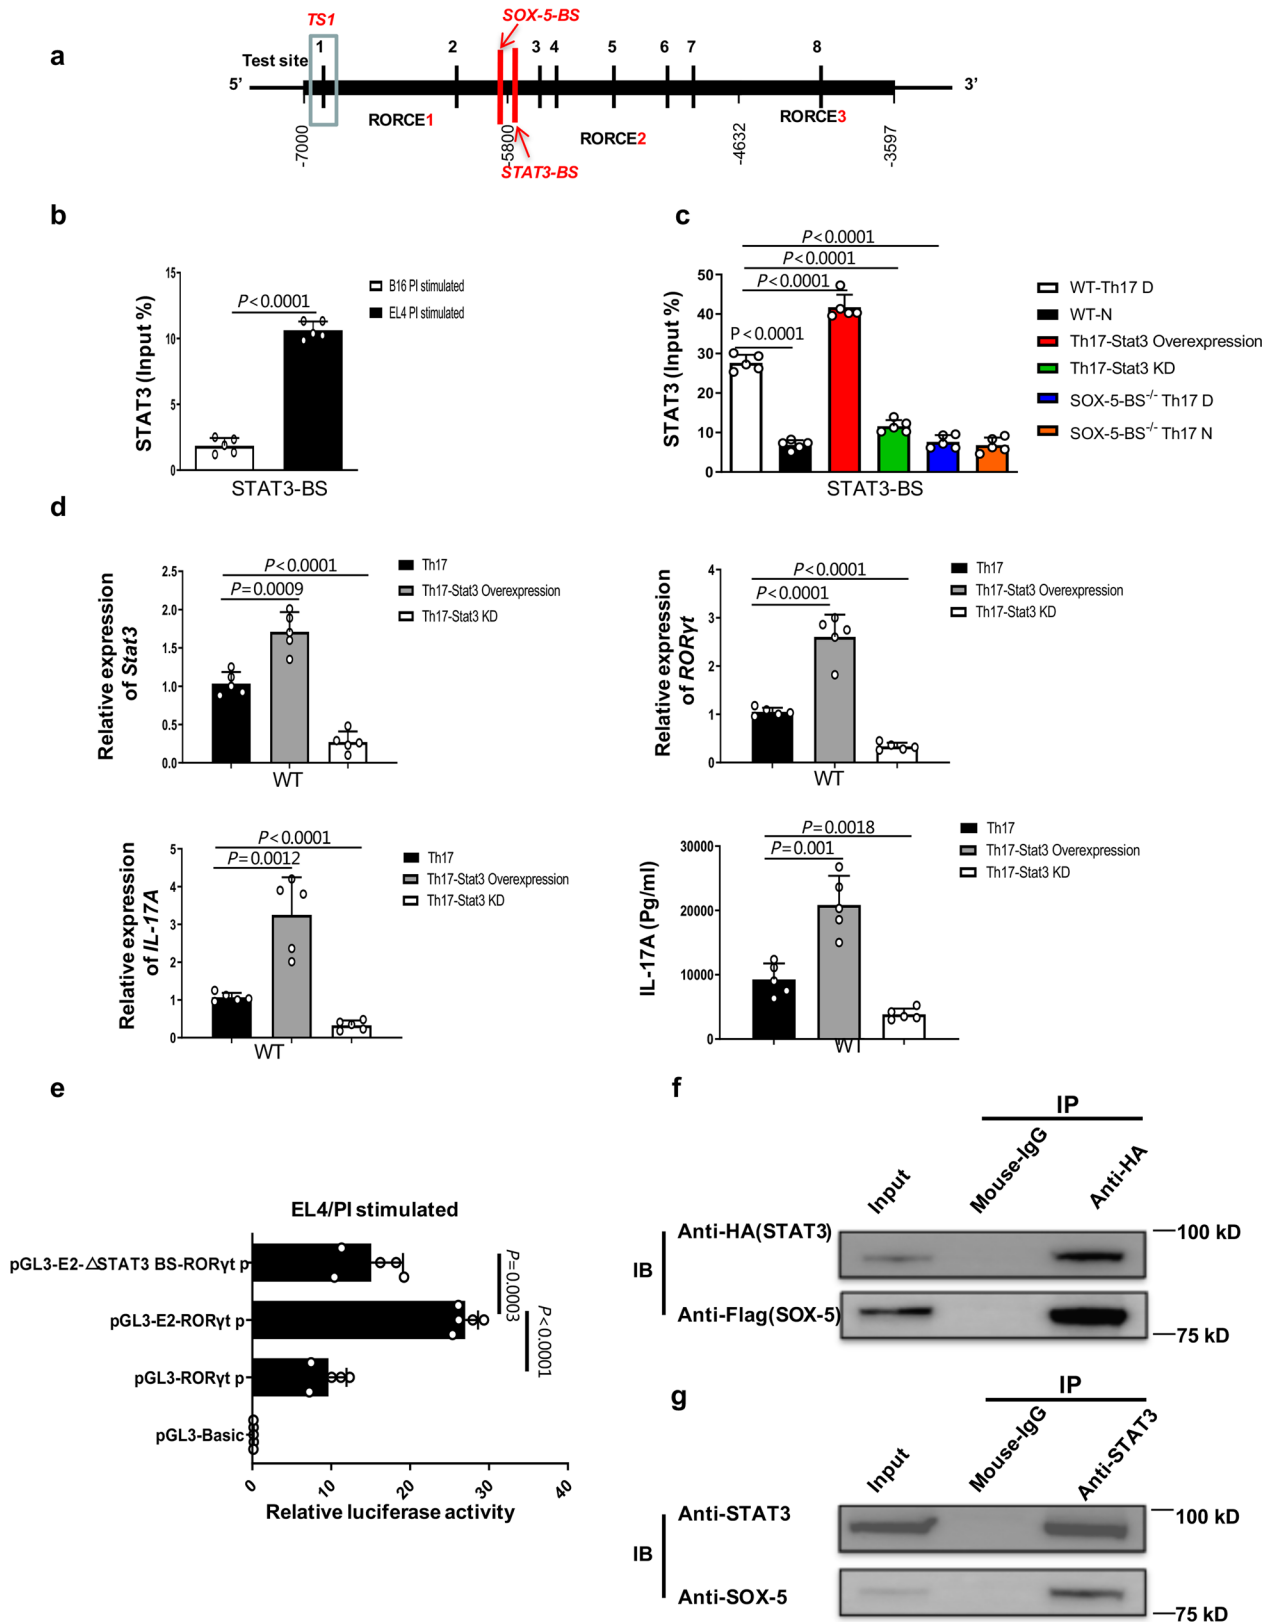 a
TS1
SOX-5-BS
Test site
1
2
3
4
5
6
7
8
5’
3’
RORCE1
RORCE2
RORCE3
-7000
-5800
-4632
-3597
STAT3-BS
b
STAT3 (Input %)
15
10
5
0
P < 0.0001
B16 PI stimulated
EL4 PI stimulated
STAT3-BS
c
STAT3 (Input %)
50
40
30
20
10
0
P < 0.0001
P < 0.0001
P < 0.0001
P < 0.0001
WT-Th17 D
WT-N
Th17-Stat3 Overexpression
Th17-Stat3 KD
SOX-5-BS-/- Th17 D
SOX-5-BS-/- Th17 N
STAT3-BS
d
Relative expression
of Stat3
2.5
2.0
1.5
1.0
0.5
0.0
P < 0.0001
P = 0.0009
Th17
Th17-Stat3 Overexpression
Th17-Stat3 KD
WT
Relative expression
of RORγt
4
3
2
1
0
P < 0.0001
P < 0.0001
Th17
Th17-Stat3 Overexpression
Th17-Stat3 KD
WT
Relative expression
of IL-17A
5
4
3
2
1
0
P < 0.0001
P = 0.0012
Th17
Th17-Stat3 Overexpression
Th17-Stat3 KD
WT
IL-17A (Pg/ml)
30000
20000
10000
0
P = 0.0018
P = 0.001
Th17
Th17-Stat3 Overexpression
Th17-Stat3 KD
WT
e
EL4/PI stimulated
pGL3-E2-ΔSTAT3 BS-RORγt p
pGL3-E2-RORγt p
pGL3-RORγt p
pGL3-Basic
P = 0.0003
P < 0.0001
0
10
20
30
40
Relative luciferase activity
f
IP
Input
Mouse-IgG
Anti-HA
IB
Anti-HA(STAT3)
Anti-Flag(SOX-5)
100 kD
75 kD
g
IP
Input
Mouse-IgG
Anti-STAT3
IB
Anti-STAT3
Anti-SOX-5
100 kD
75 kD